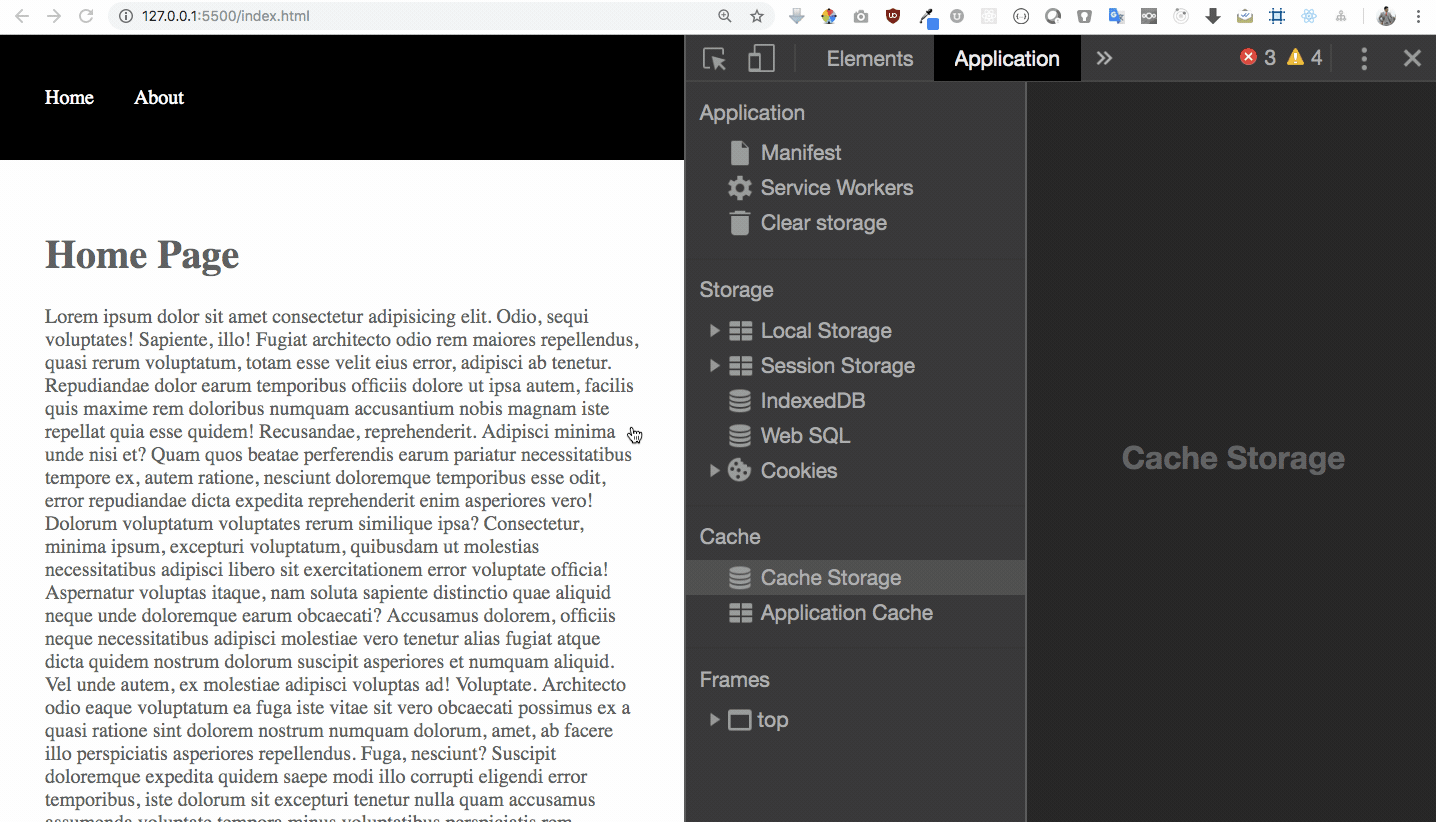 127.0.0.1:5500/index.html
Home About
Home Page
Lorem ipsum dolor sit amet consectetur adipisicing elit. Odio, sequi
voluptates! Sapiente, illo! Fugiat architecto odio rem maiores repellendus,
quasi rerum voluptatum, totam esse velit eius error, adipisci ab tenetur.
Repudiandae dolor earum temporibus officiis dolore ut ipsa autem, facilis
quis maxime rem doloribus numquam accusantium nobis magnam iste
repellat quia esse quidem! Recusandae, reprehenderit. Adipisci minima
unde nisi et? Quam quos beatae perferendis earum pariatur necessitatibus
tempore ex, autem ratione, nesciunt doloremque temporibus esse odit,
error repudiandae dicta expedita reprehenderit enim asperiores vero!
Dolorum voluptatum voluptates rerum similique ipsa? Consectetur,
minima ipsum, excepturi voluptatum, quibusdam ut molestias
necessitatibus adipisci libero sit exercitationem error voluptate officia!
Aspernatur voluptas itaque, nam soluta sapiente distinctio quae aliquid
neque unde doloremque earum obcaecati? Accusamus dolorem, officiis
neque necessitatibus adipisci molestiae vero tenetur alias fugiat atque
dicta quidem nostrum dolorum suscipit asperiores et numquam aliquid.
Vel unde autem, ex molestiae adipisci voluptas ad! Voluptate. Architecto
odio eaque voluptatum ea fuga iste vitae sit vero obcaecati possimus ex a
quasi ratione sint dolorem nostrum numquam dolorum, amet, ab facere
illo perspiciatis asperiores repellendus. Fuga, nesciunt? Suscipit
doloremque expedita quidem saepe modi illo corrupti eligendi error
temporibus, iste dolorum sit excepturi tenetur nulla quam accusamus
assumenda voluptate tempora minus voluptatibus perspiciatis rem
Elements Application » 3 4
Application
Manifest
Service Workers
Clear storage
Storage
Local Storage
Session Storage
IndexedDB
Web SQL
Cookies
Cache
Cache Storage
Application Cache
Frames
top
Cache Storage